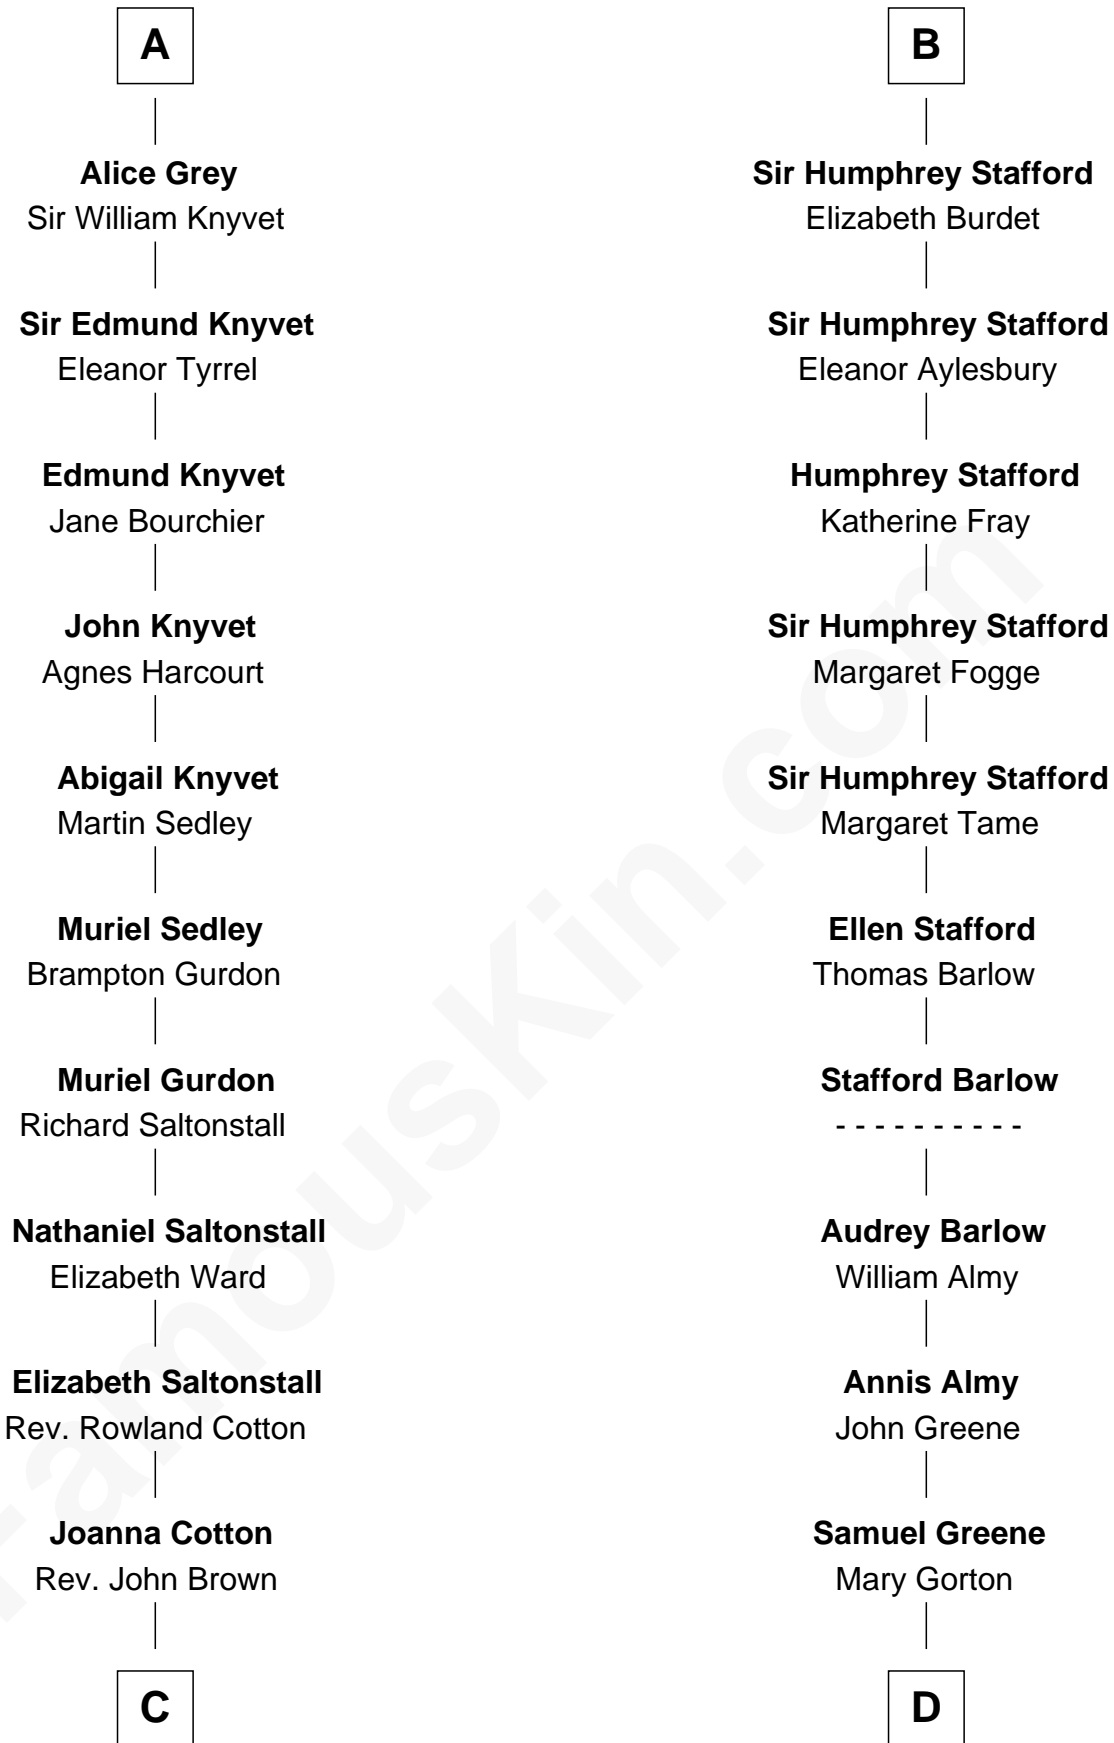 A
Alice Grey
Sir William Knyvet
Sir Edmund Knyvet
Eleanor Tyrrel
Edmund Knyvet
Jane Bourchier
John Knyvet
Agnes Harcourt
Abigail Knyvet
Martin Sedley
Muriel Sedley
Brampton Gurdon
Muriel Gurdon
Richard Saltonstall
Nathaniel Saltonstall
Elizabeth Ward
Elizabeth Saltonstall
Rev. Rowland Cotton
Joanna Cotton
Rev. John Brown
C
B
Sir Humphrey Stafford
Elizabeth Burdet
Sir Humphrey Stafford
Eleanor Aylesbury
Humphrey Stafford
Katherine Fray
Sir Humphrey Stafford
Margaret Fogge
Sir Humphrey Stafford
Margaret Tame
Ellen Stafford
Thomas Barlow
Stafford Barlow
- - - - - - - - - -
Audrey Barlow
William Almy
Annis Almy
John Greene
Samuel Greene
Mary Gorton
D
FamousKin.com